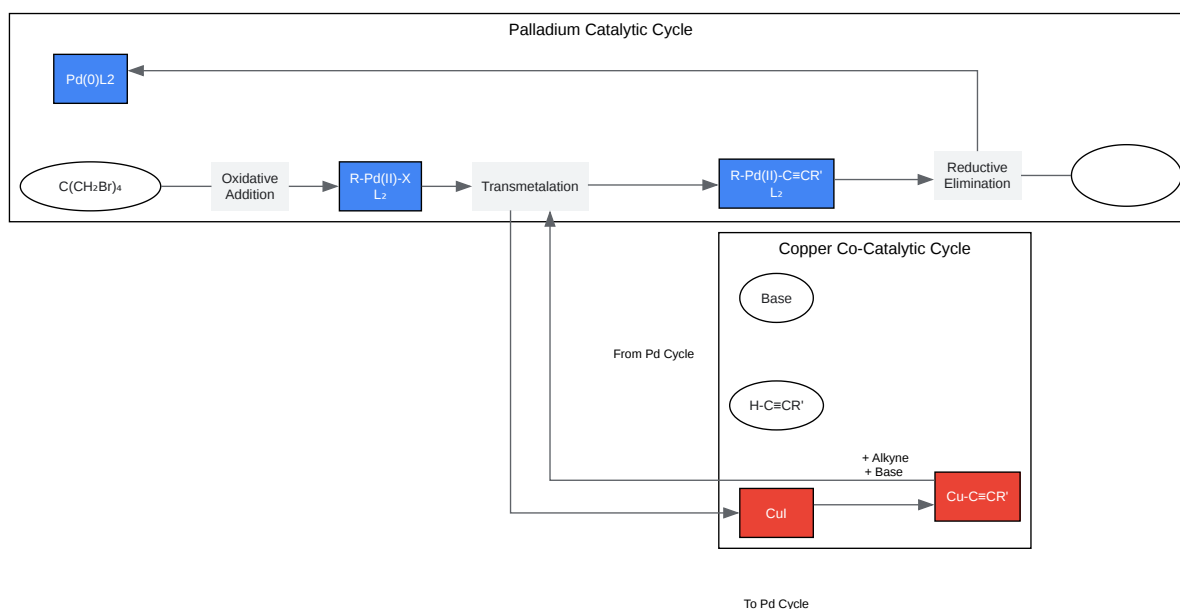 Palladium Catalytic Cycle
Pd(0)L2
C(CH₂Br)₄
Oxidative
Addition
R-Pd(II)-X
L₂
Transmetalation
R-Pd(II)-C≡CR'
L₂
Reductive
Elimination
Copper Co-Catalytic Cycle
Base
From Pd Cycle
H-C≡CR'
+ Alkyne
+ Base
CuI
Cu-C≡CR'
To Pd Cycle